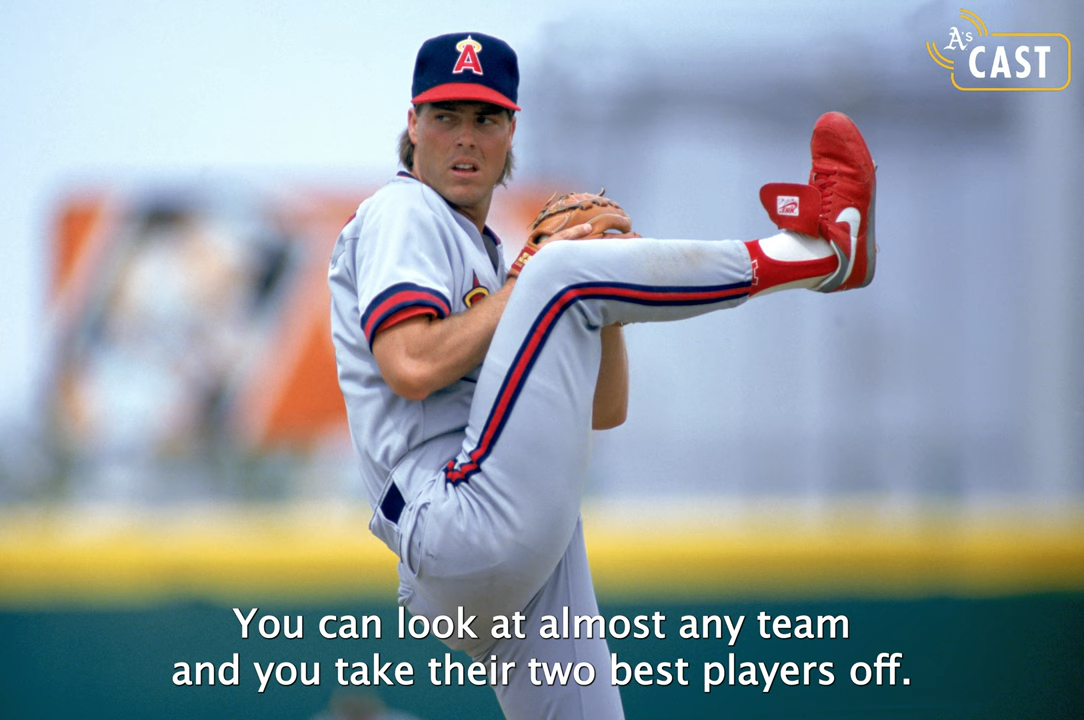 A's
CAST
A
You can look at almost any team
and you take their two best players off.